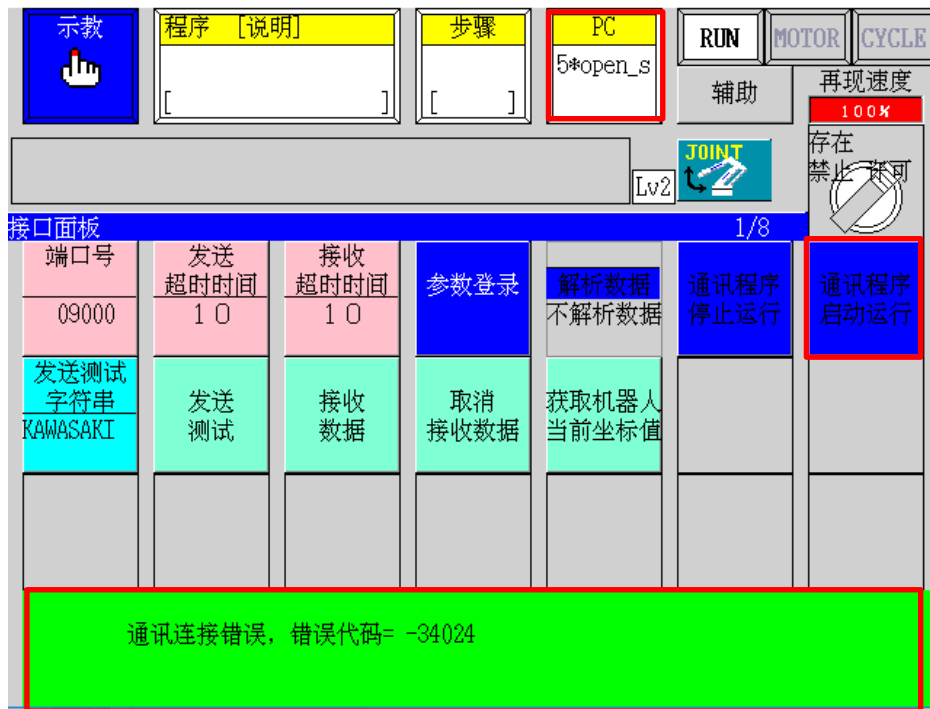 示教
程序 [说明]
[ ]
步骤
[ ]
PC
5*open_s
RUN
MOTOR
CYCLE
辅助
再现速度
100%
Lv2
JOINT
存在
禁止 许可
接口面板
1/8
端口号
09000
发送
超时时间
10
接收
超时时间
10
参数登录
解析数据
不解析数据
通讯程序
停止运行
通讯程序
启动运行
发送测试
字符串
KAWASAKI
发送
测试
接收
数据
取消
接收数据
获取机器人
当前坐标值
通讯连接错误, 错误代码= -34024